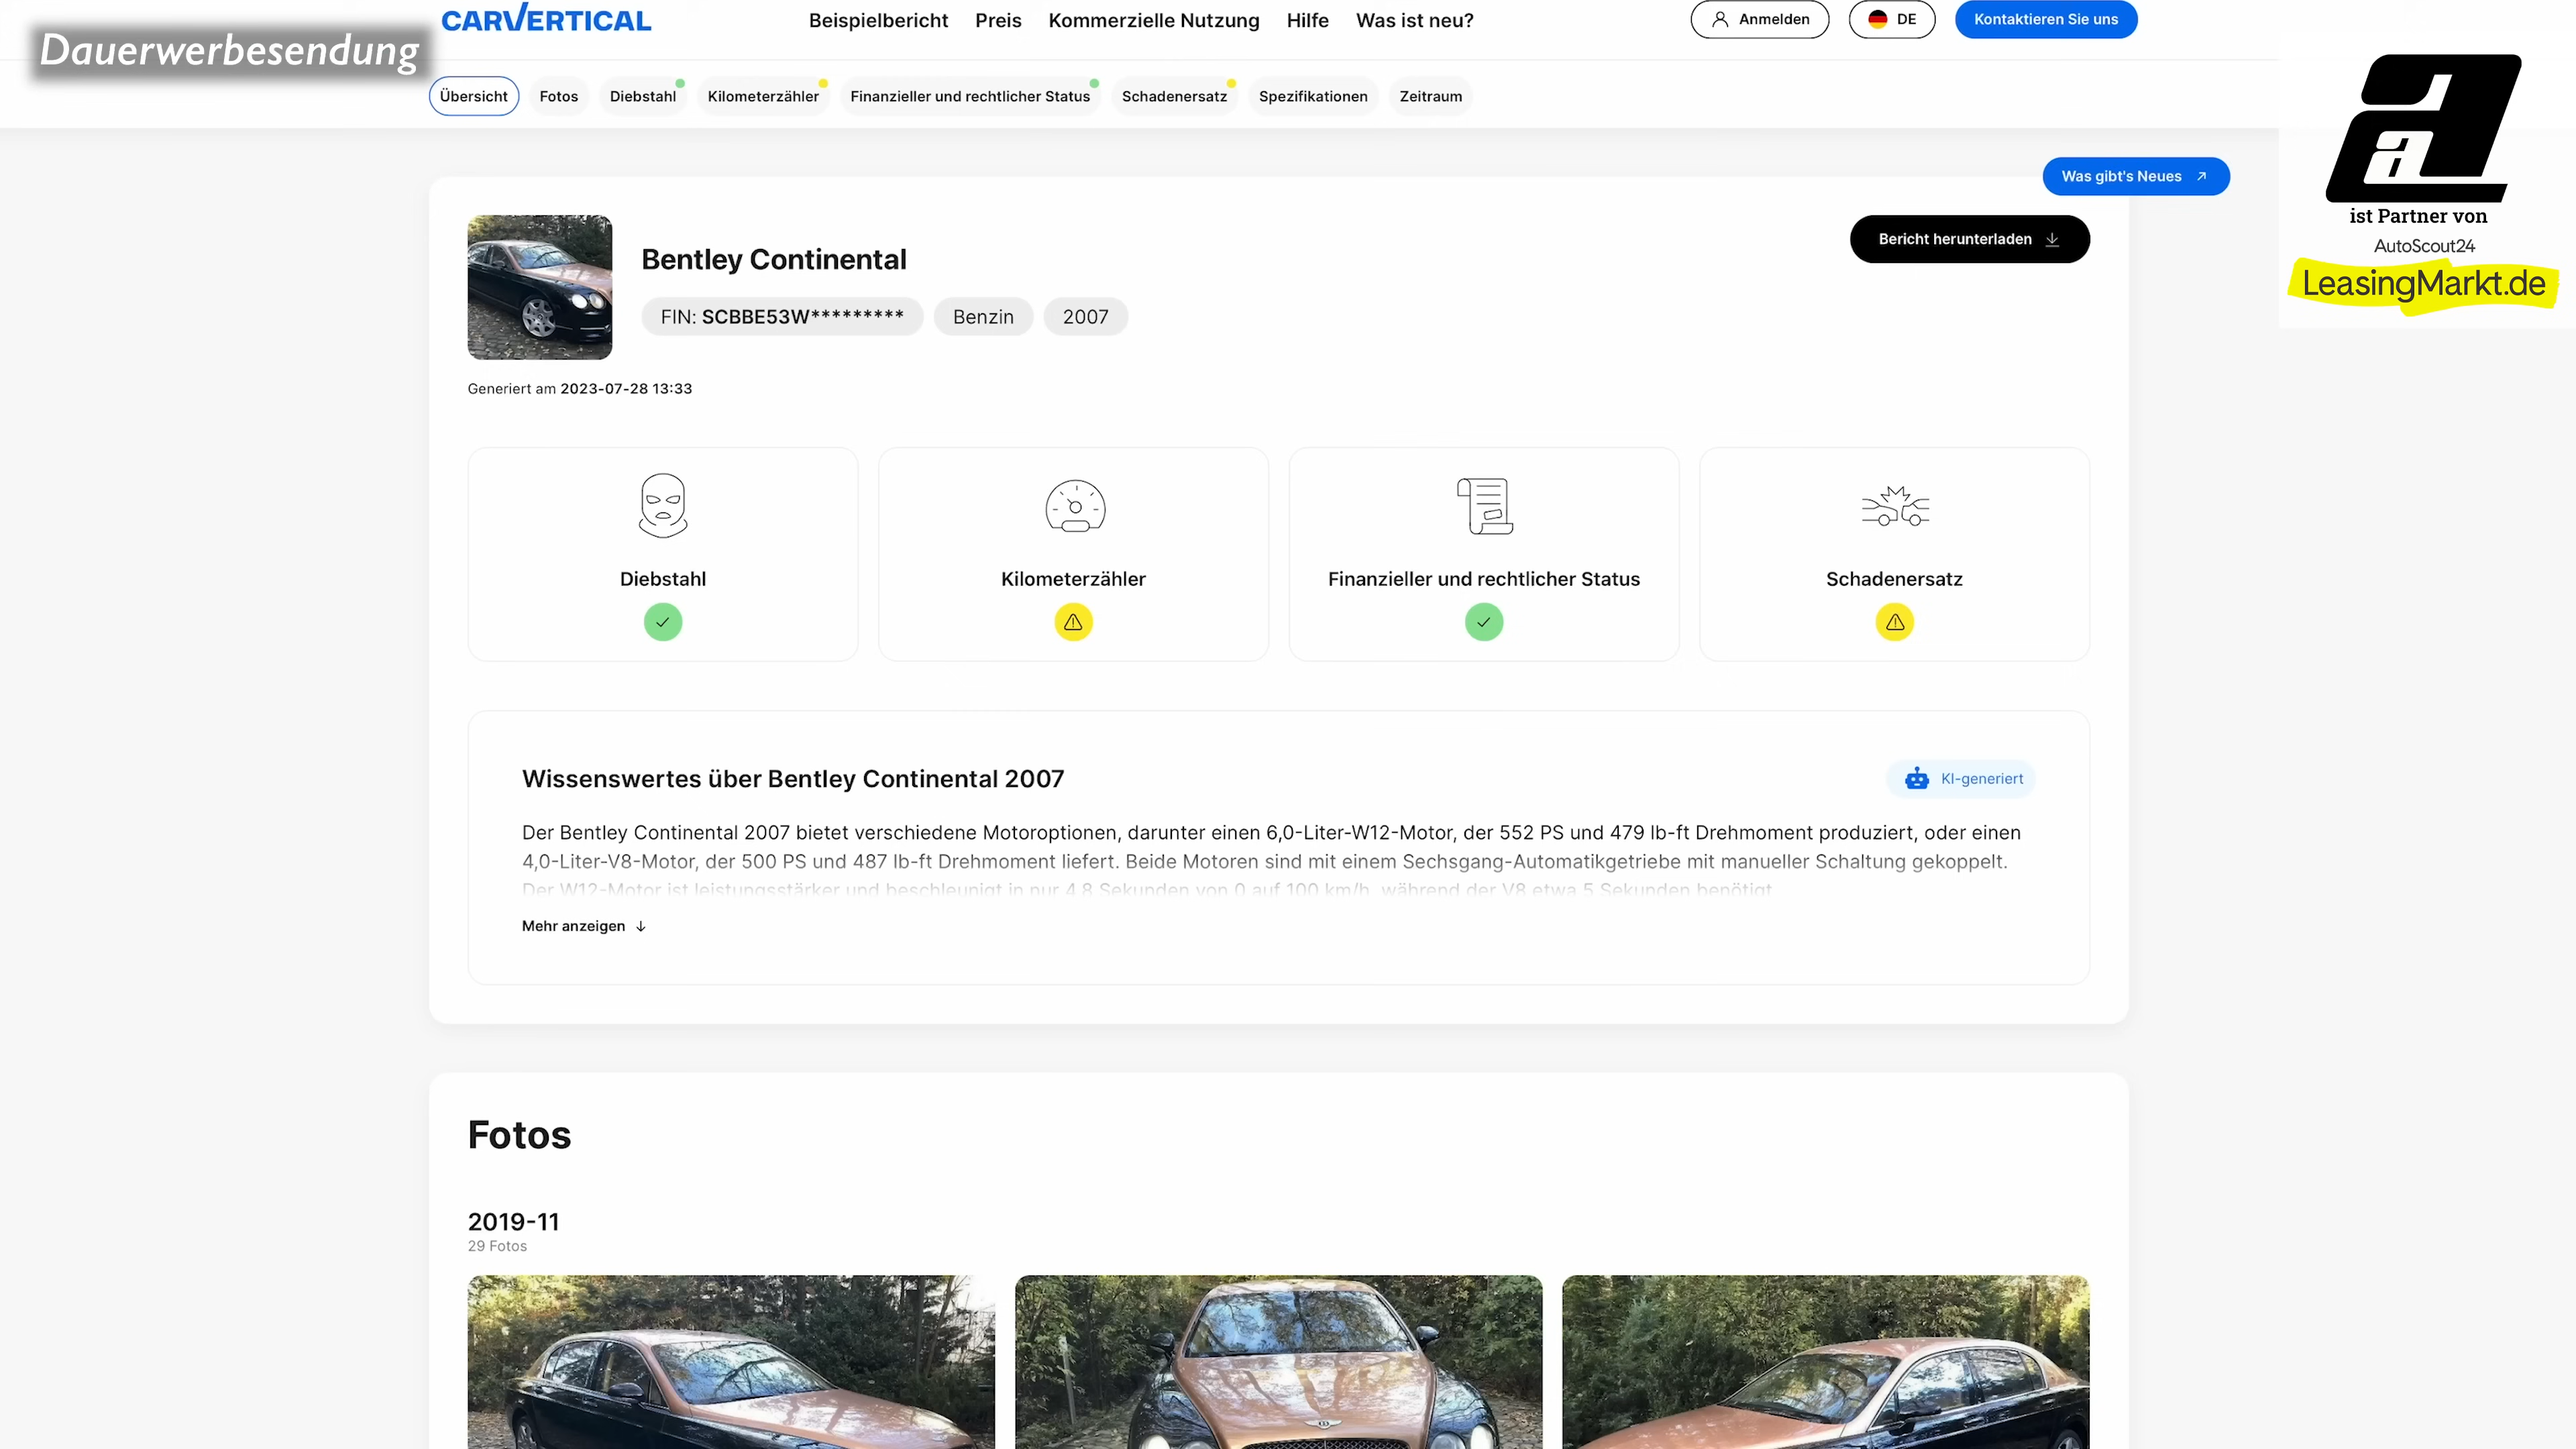 Dauerwerbesendung
CARVERTICAL
Beispielbericht
Preis
Kommerzielle Nutzung
Hilfe
Was ist neu?
Anmelden
DE
Kontaktieren Sie uns
Übersicht
Fotos
Diebstahl
Kilometerzähler
Finanzieller und rechtlicher Status
Schadenersatz
Spezifikationen
Zeitraum
ist Partner von
AutoScout24
LeasingMarkt.de
Was gibt's Neues
Bericht herunterladen
Bentley Continental
FIN: SCBBE53W*********
Benzin
2007
Generiert am 2023-07-28 13:33
Diebstahl
Kilometerzähler
Finanzieller und rechtlicher Status
Schadenersatz
Wissenswertes über Bentley Continental 2007
KI-generiert
Der Bentley Continental 2007 bietet verschiedene Motoroptionen, darunter einen 6,0-Liter-W12-Motor, der 552 PS und 479 lb-ft Drehmoment produziert, oder einen
4,0-Liter-V8-Motor, der 500 PS und 487 lb-ft Drehmoment liefert. Beide Motoren sind mit einem Sechsgang-Automatikgetriebe mit manueller Schaltung gekoppelt.
Der W12-Motor ist leistungsstärker und beschleunigt in nur 4,8 Sekunden von 0 auf 100 km/h, während der V8 etwa 5 Sekunden benötigt
Mehr anzeigen
Fotos
2019-11
29 Fotos